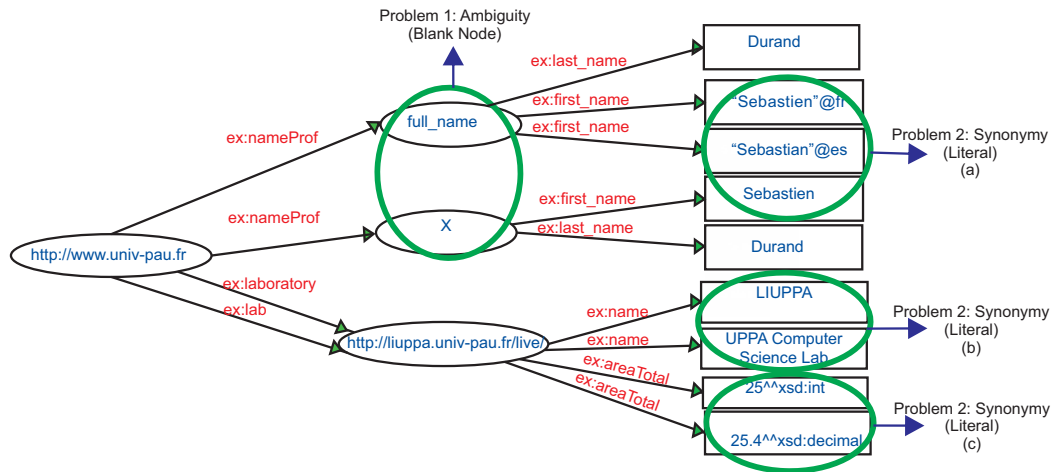 Problem 1: Ambiguity
(Blank Node)
Durand
ex:last_name
ex:first_name
"Sebastien"@fr
full_name
ex:first_name
ex:nameProf
"Sebastian"@es
Problem 2: Synonymy
(Literal)
(a)
ex:first_name
Sebastien
ex:nameProf
X
ex:last_name
Durand
http://www.univ-pau.fr
ex:laboratory
ex:lab
LIUPPA
ex:name
http://liuppa.univ-pau.fr/live/
ex:name
UPPA Computer
Science Lab
Problem 2: Synonymy
(Literal)
(b)
ex:areaTotal
25^^xsd:int
ex:areaTotal
25.4^^xsd:decimal
Problem 2: Synonymy
(Literal)
(c)